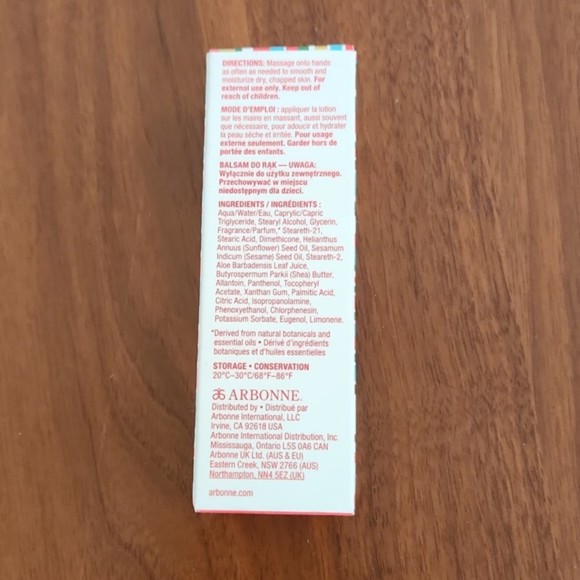 DIRECTIONS: Massage onto hands
as often as needed to smooth and
moisturize dry, chapped skin. For
external use only. Keep out of
reach of children.
MODE D'EMPLOI : appliquer la lotion
sur les mains en massant, aussi souvent
que nécessaire, pour adoucir et hydrater
la peau sèche et irritée. Pour usage
externe seulement. Garder hors de
portée des enfants.
BALSAM DO RĄK — UWAGA:
Wyłącznie do użytku zewnętrznego.
Przechowywać w miejscu
niedostępnym dla dzieci.
INGREDIENTS / INGRÉDIENTS :
Aqua/Water/Eau, Caprylic/Capric
Triglyceride, Stearyl Alcohol, Glycerin,
Fragrance/Parfum,* Steareth-21,
Stearic Acid, Dimethicone, Helianthus
Annuus (Sunflower) Seed Oil, Sesamum
Indicum (Sesame) Seed Oil, Steareth-2,
Aloe Barbadensis Leaf Juice,
Butyrospermum Parkii (Shea) Butter,
Allantoin, Panthenol, Tocopheryl
Acetate, Xanthan Gum, Palmitic Acid,
Citric Acid, Isopropanolamine,
Phenoxyethanol, Chlorphenesin,
Potassium Sorbate, Eugenol, Limonene.
*Derived from natural botanicals and
essential oils • Dérivé d'ingrédients
botaniques et d'huiles essentielles
STORAGE • CONSERVATION
20°C–30°C/68°F–86°F
ARBONNE.
Distributed by • Distribué par
Arbonne International, LLC
Irvine, CA 92618 USA
Arbonne International Distribution, Inc.
Mississauga, Ontario L5S 0A6 CAN
Arbonne UK Ltd. (AUS & EU)
Eastern Creek, NSW 2766 (AUS)
Northampton, NN4 5EZ (UK)
arbonne.com